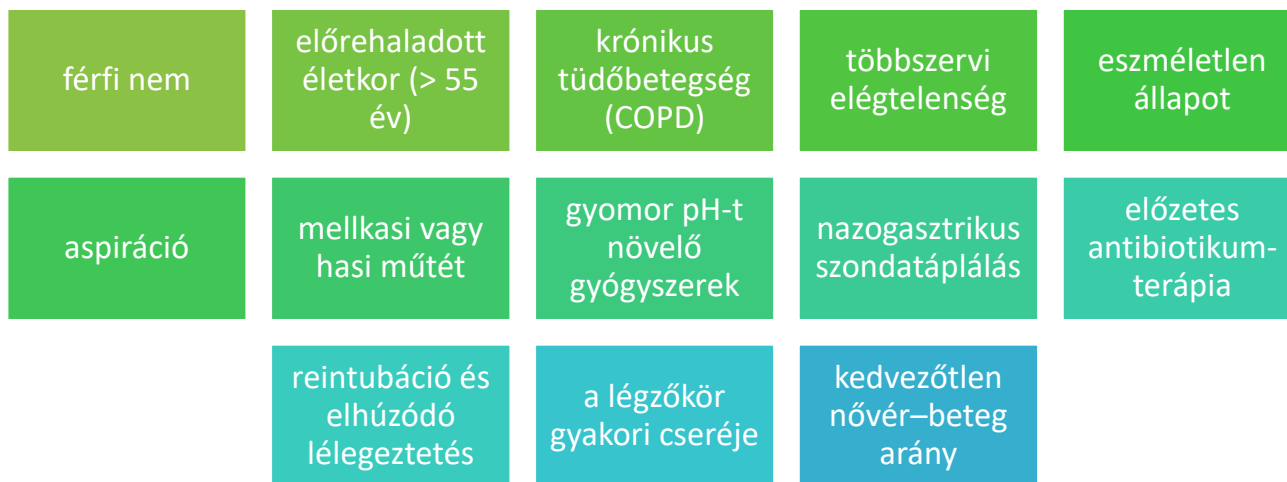 férfi nem
előrehaladott
életkor (> 55
év)
krónikus
tüdőbetegség
(COPD)
többszervi
elégtelenség
eszméletlen
állapot
aspiráció
mellkasi vagy
hasi műtét
gyomor pH-t
növelő
gyógyszerek
nazogasztrikus
szondatáplálás
előzetes
antibiotikum-
terápia
reintubáció és
elhúzódó
lélegeztetés
a légzőkör
gyakori cseréje
kedvezőtlen
nővér–beteg
arány